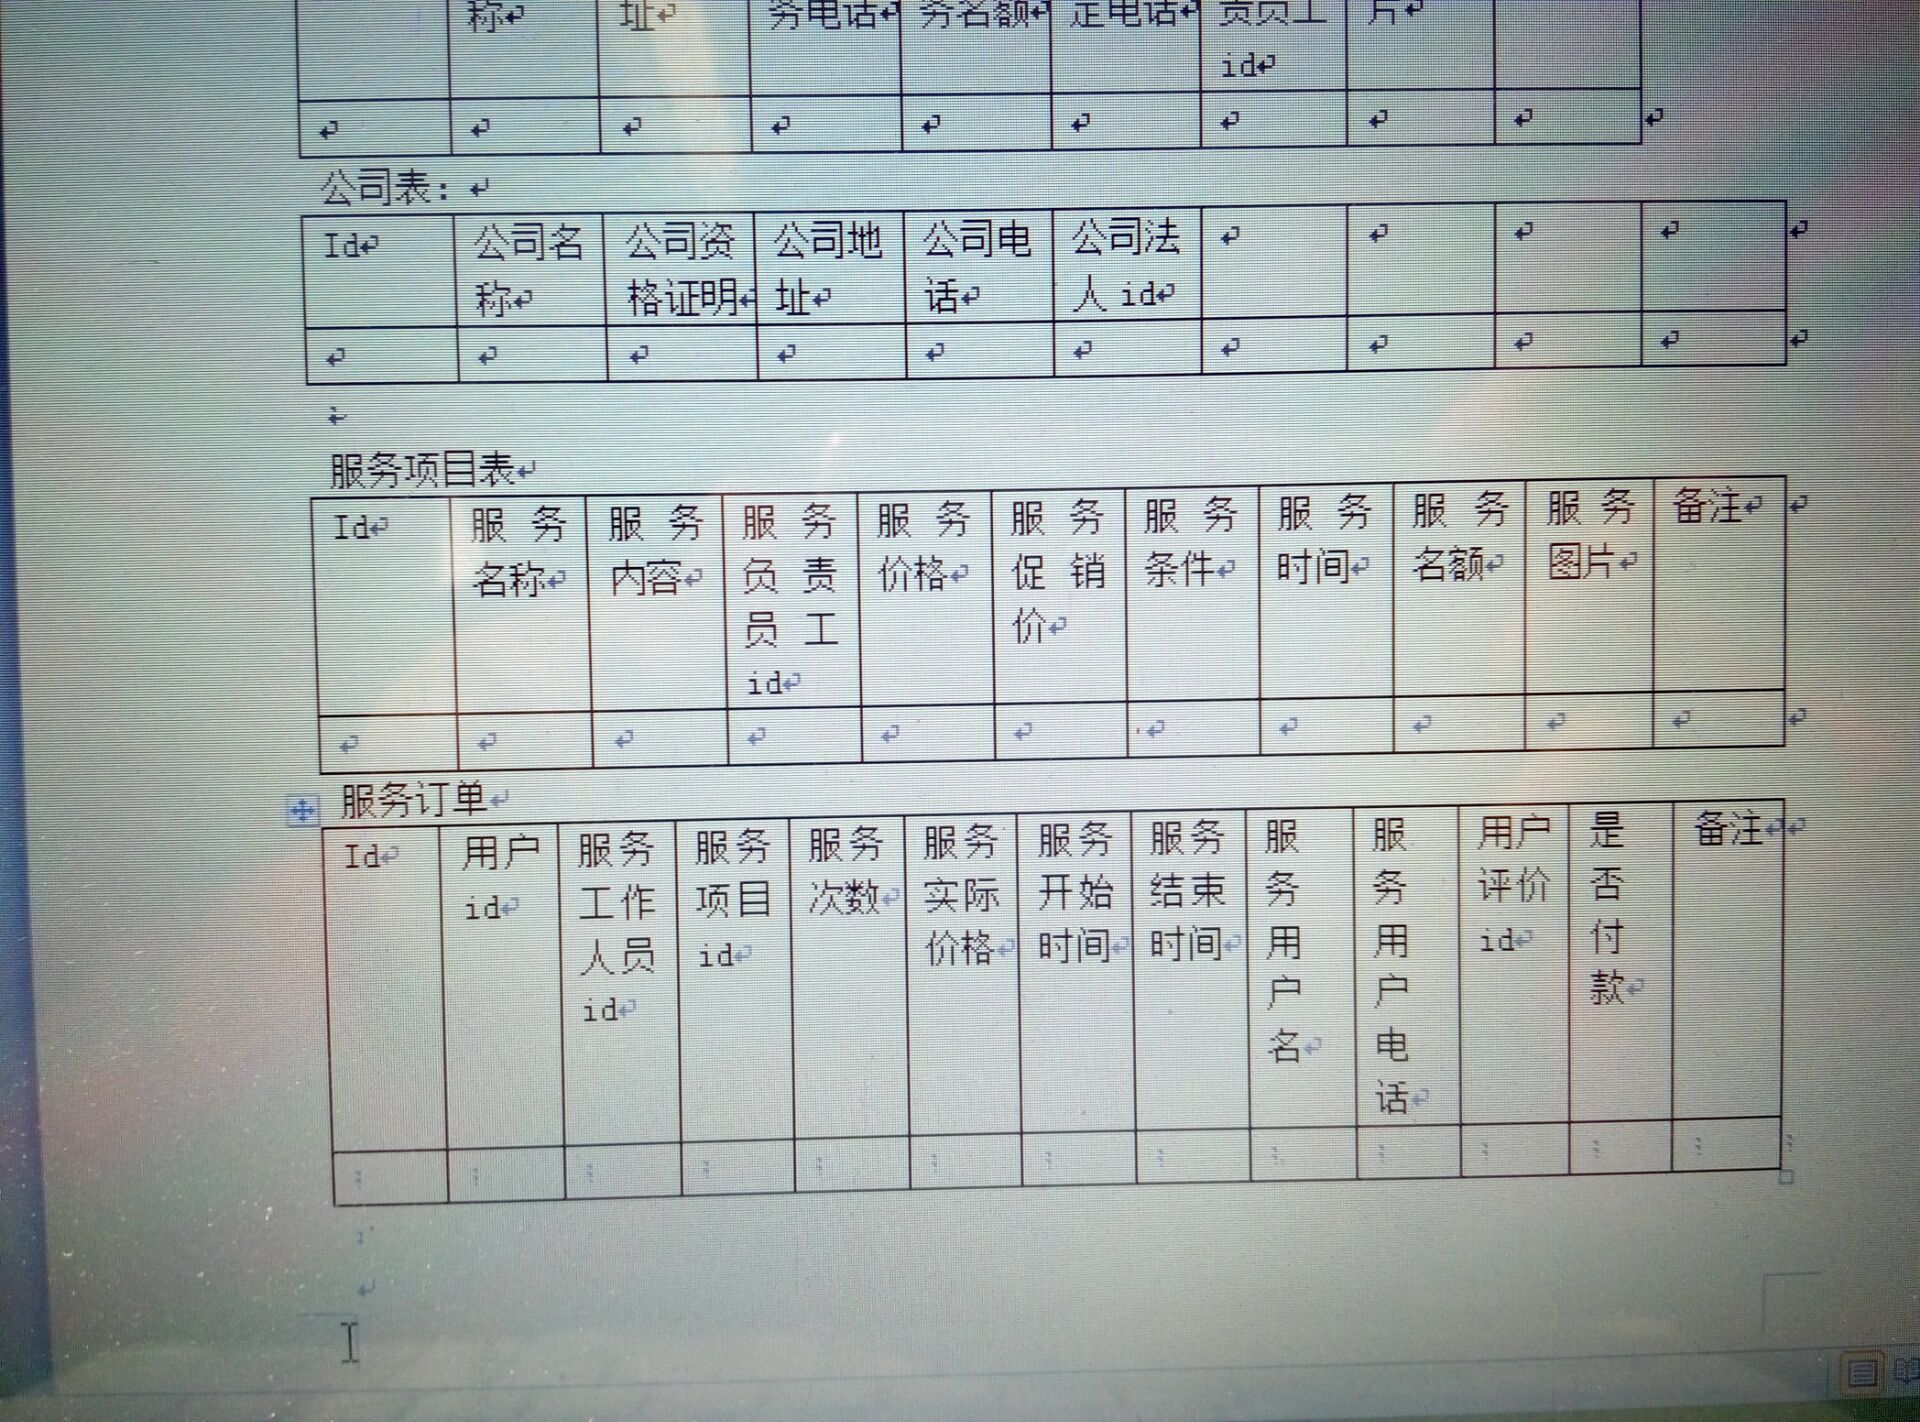 称 址 务电话 务名额 定电话 责员工 片
id
公司表：
Id 公司名 公司资 公司地 公司电 公司法
称 格证明 址 话 人 id
服务项目表
Id 服务 服务 服务 服务 服务 服务 服务 服务 服务 备注
名称 内容 负责 价格 促销 条件 时间 名额 图片
员工 价
id
服务订单
Id 用户 服务 服务 服务 服务 服务 服务 服 服 用户 是 备注
id 工作 项目 次数 实际 开始 结束 务 务 评价 否
人员 id 价格 时间 时间 用 用 id 付
id 户 户 款
名 电
话